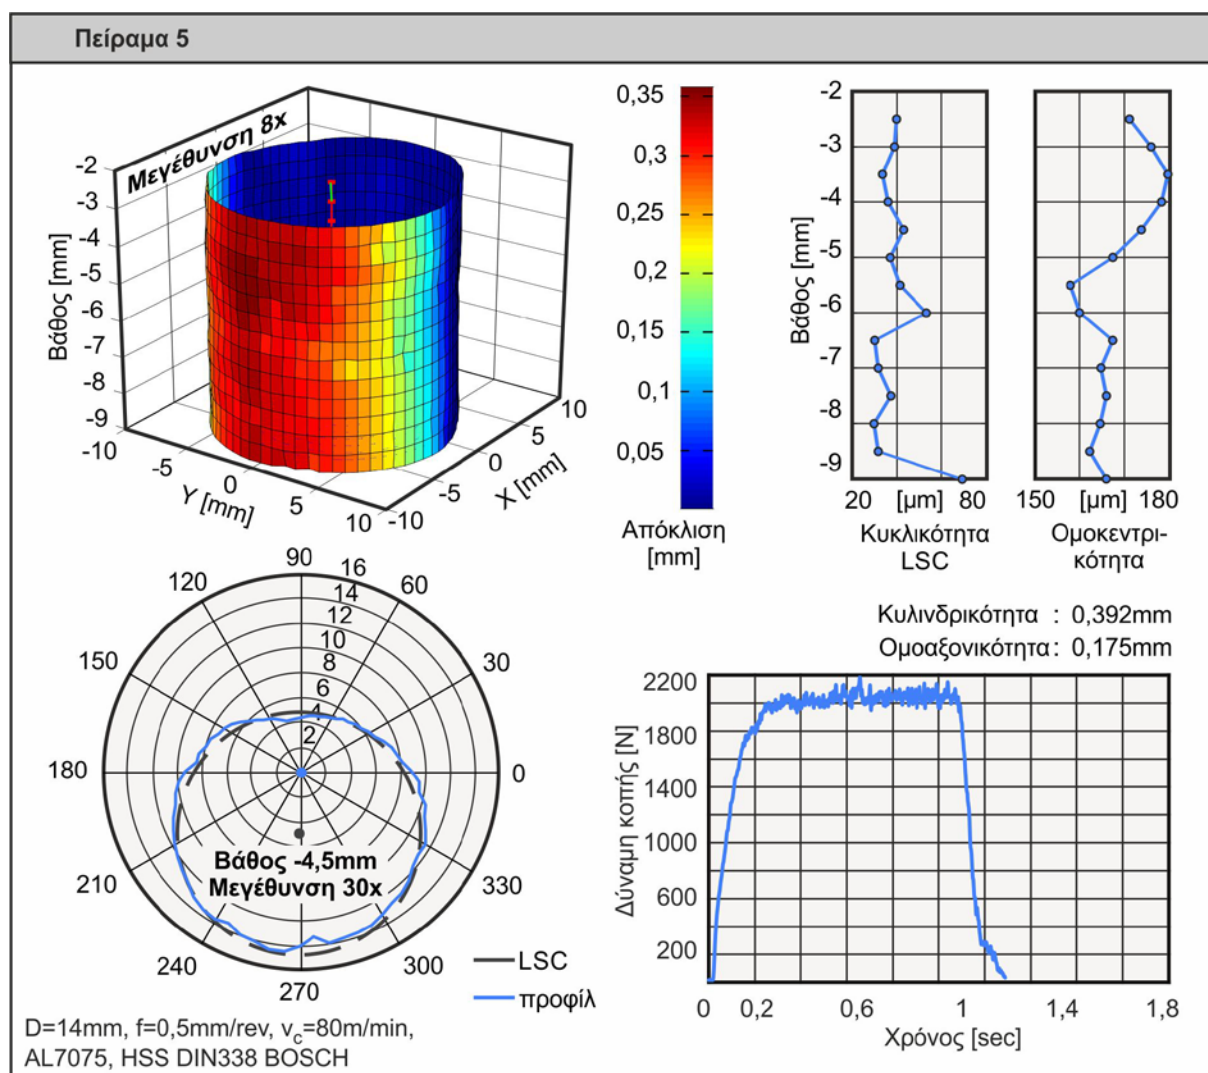 Πείραμα 5
Μεγέθυνση 8x
-2
-3
-4
-5
-6
-7
-8
-9
Βάθος [mm]
-10
-5
0
5
10
Y [mm]
-10
-5
0
5
10
X [mm]
0,35
0,3
0,25
0,2
0,15
0,1
0,05
Απόκλιση
[mm]
-2
-3
-4
-5
-6
-7
-8
-9
Βάθος [mm]
20 [μm] 80
Κυκλικότητα
LSC
150 [μm] 180
Ομοκεντρι-
κότητα
Κυλινδρικότητα : 0,392mm
Ομοαξονικότητα : 0,175mm
90
120
60
150
30
180
0
210
330
240
300
270
16
14
12
10
8
6
4
2
Βάθος -4,5mm
Μεγέθυνση 30x
LSC
προφίλ
2200
1800
1400
1000
600
200
Δύναμη κοπής [N]
0 0,2 0,6 1 1,4 1,8
Χρόνος [sec]
D=14mm, f=0,5mm/rev, vc=80m/min,
AL7075, HSS DIN338 BOSCH